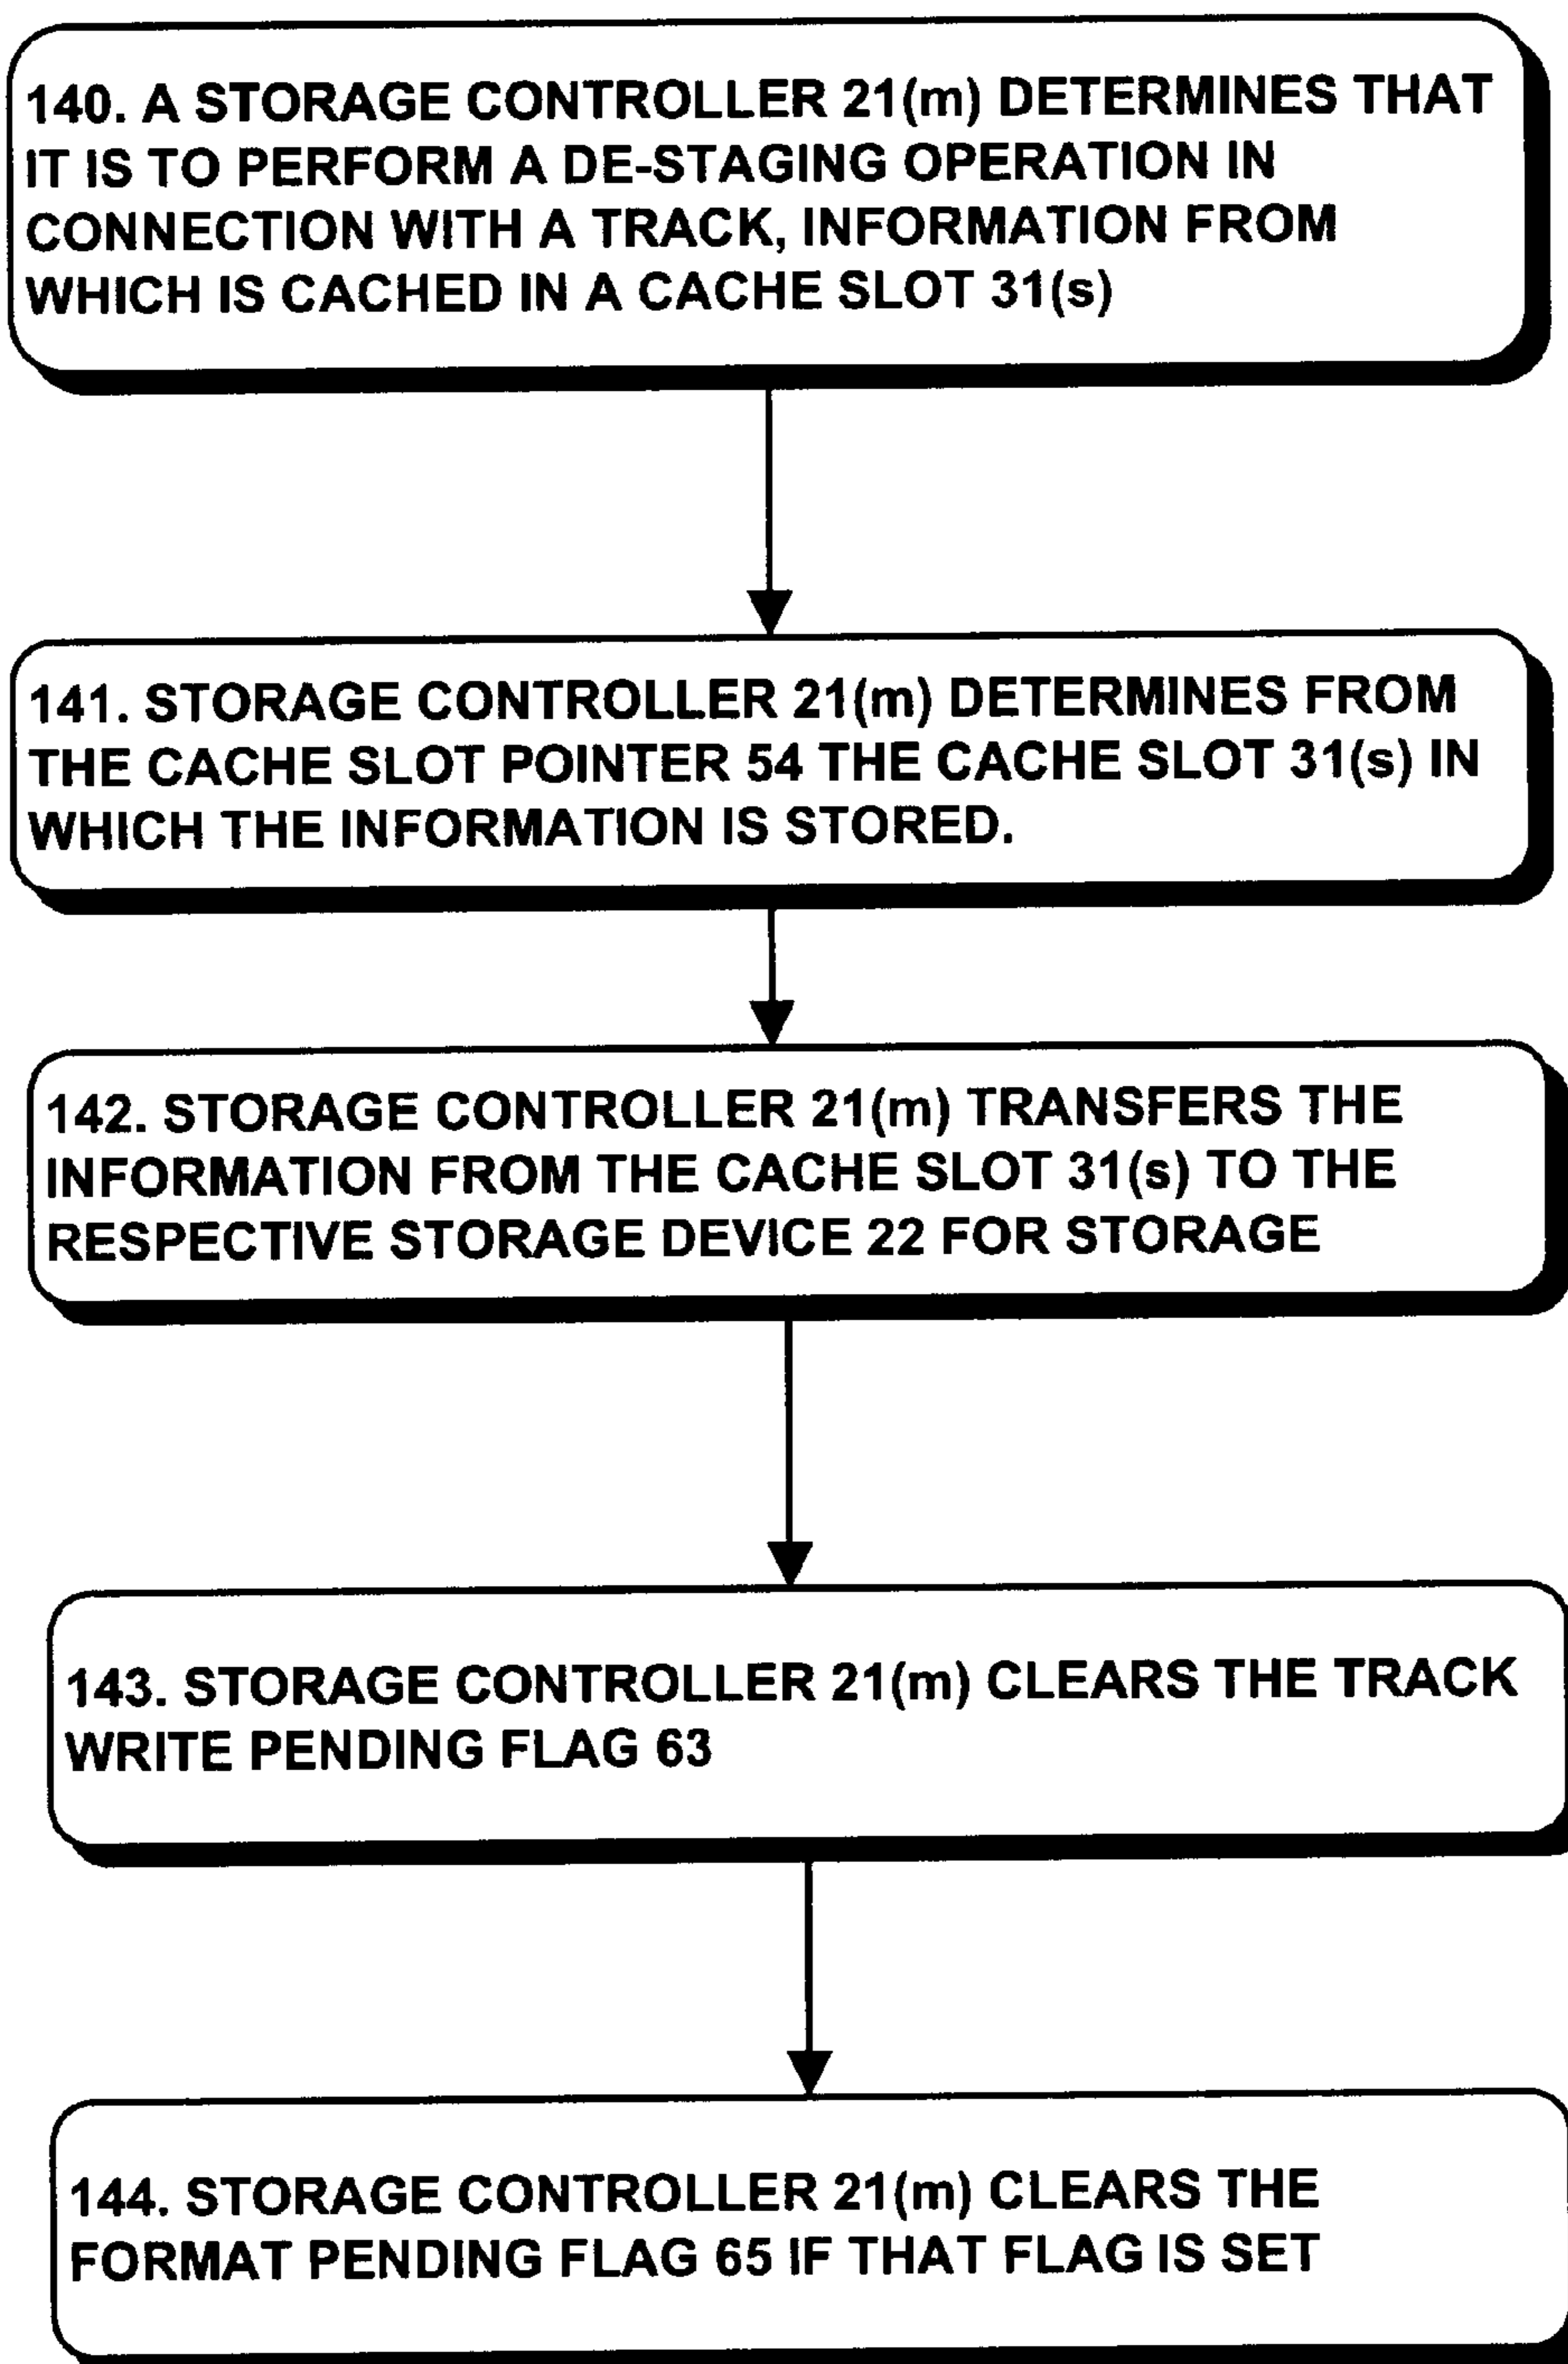 140. A STORAGE CONTROLLER 21(m) DETERMINES THAT
IT IS TO PERFORM A DE-STAGING OPERATION IN
CONNECTION WITH A TRACK, INFORMATION FROM
WHICH IS CACHED IN A CACHE SLOT 31(s)
141. STORAGE CONTROLLER 21(m) DETERMINES FROM
THE CACHE SLOT POINTER 54 THE CACHE SLOT 31(s) IN
WHICH THE INFORMATION IS STORED.
142. STORAGE CONTROLLER 21(m) TRANSFERS THE
INFORMATION FROM THE CACHE SLOT 31(s) TO THE
RESPECTIVE STORAGE DEVICE 22 FOR STORAGE
143. STORAGE CONTROLLER 21(m) CLEARS THE TRACK
WRITE PENDING FLAG 63
144. STORAGE CONTROLLER 21(m) CLEARS THE
FORMAT PENDING FLAG 65 IF THAT FLAG IS SET